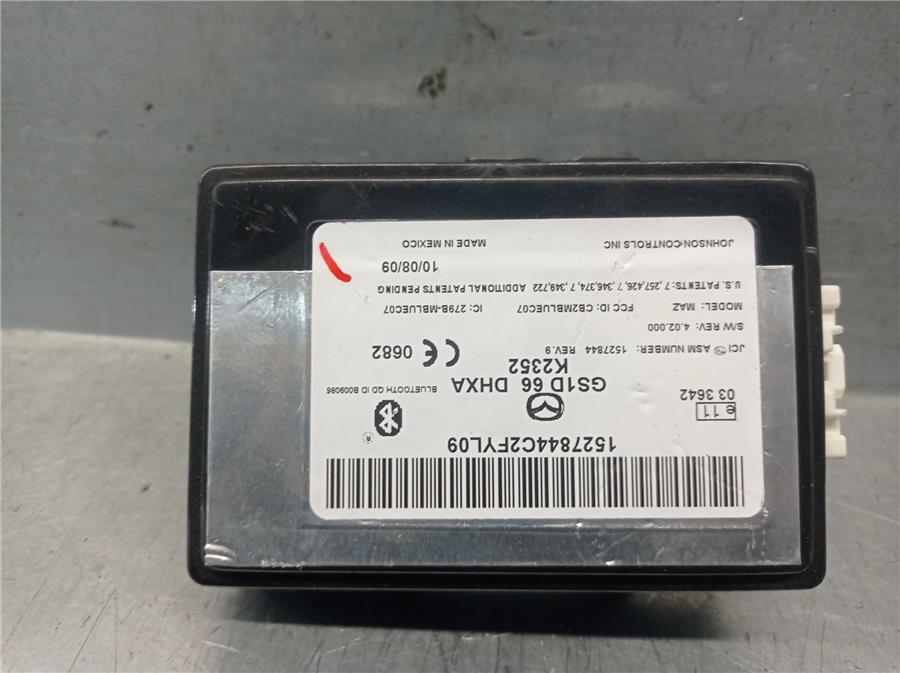 1527844C2FYL09
e 11
03 3642
GS1D 66 DHXA
K2352
®
BLUETOOTH QD ID B009086
JCI ASM NUMBER: 1527844 REV.9
CE 0682
S/W REV: 4.02.000
MODEL: MAZ FCC ID: CB2MBLUEC07 IC: 279B-MBLUEC07
U.S. PATENTS: 7,257,426, 7,346,374, 7,349,722 ADDITIONAL PATENTS PENDING
10/08/09
JOHNSON CONTROLS INC MADE IN MEXICO